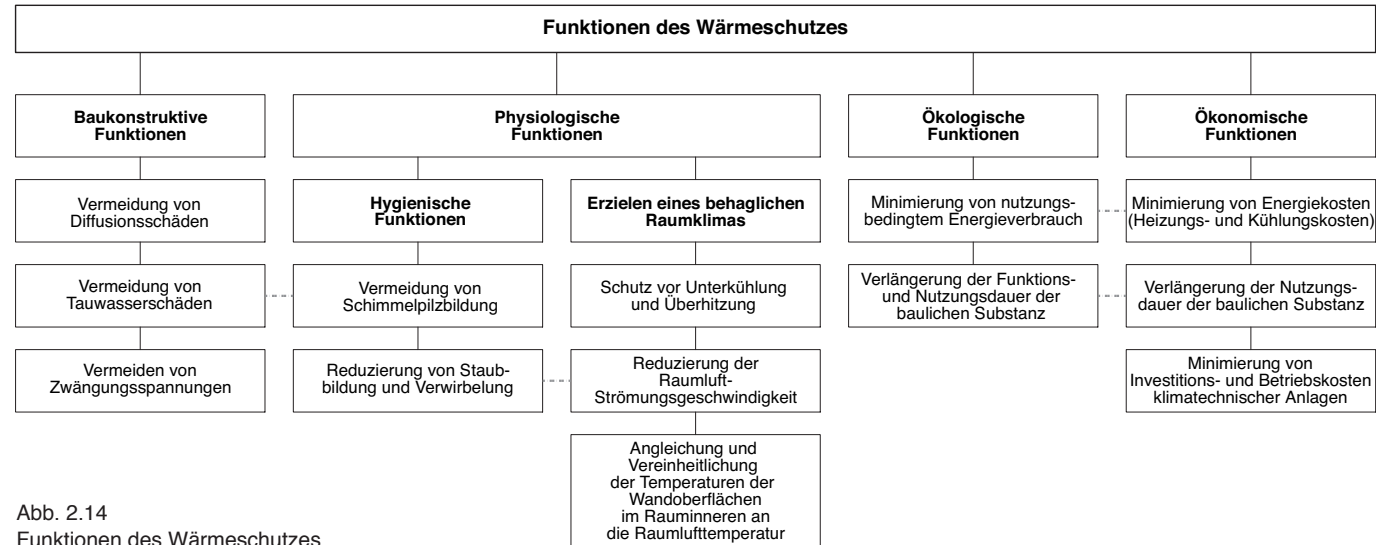 Funktionen des Wärmeschutzes
Baukonstruktive
Funktionen
Physiologische
Funktionen
Ökologische
Funktionen
Ökonomische
Funktionen
Vermeidung von
Diffusionsschäden
Hygienische
Funktionen
Erzielen eines behaglichen
Raumklimas
Minimierung von nutzungs-
bedingtem Energieverbrauch
Minimierung von Energiekosten
(Heizungs- und Kühlungskosten)
Vermeidung von
Tauwasserschäden
Vermeidung von
Schimmelpilzbildung
Schutz vor Unterkühlung
und Überhitzung
Verlängerung der Funktions-
und Nutzungsdauer der
baulichen Substanz
Verlängerung der Nutzungs-
dauer der baulichen Substanz
Vermeiden von
Zwängungsspannungen
Reduzierung von Staub-
bildung und Verwirbelung
Reduzierung der
Raumluft-
Strömungsgeschwindigkeit
Minimierung von
Investitions- und Betriebskosten
klimatechnischer Anlagen
Angleichung und
Vereinheitlichung
der Temperaturen der
Wandoberflächen
im Rauminneren an
die Raumlufttemperatur
Abb. 2.14
Funktionen des Wärmeschutzes